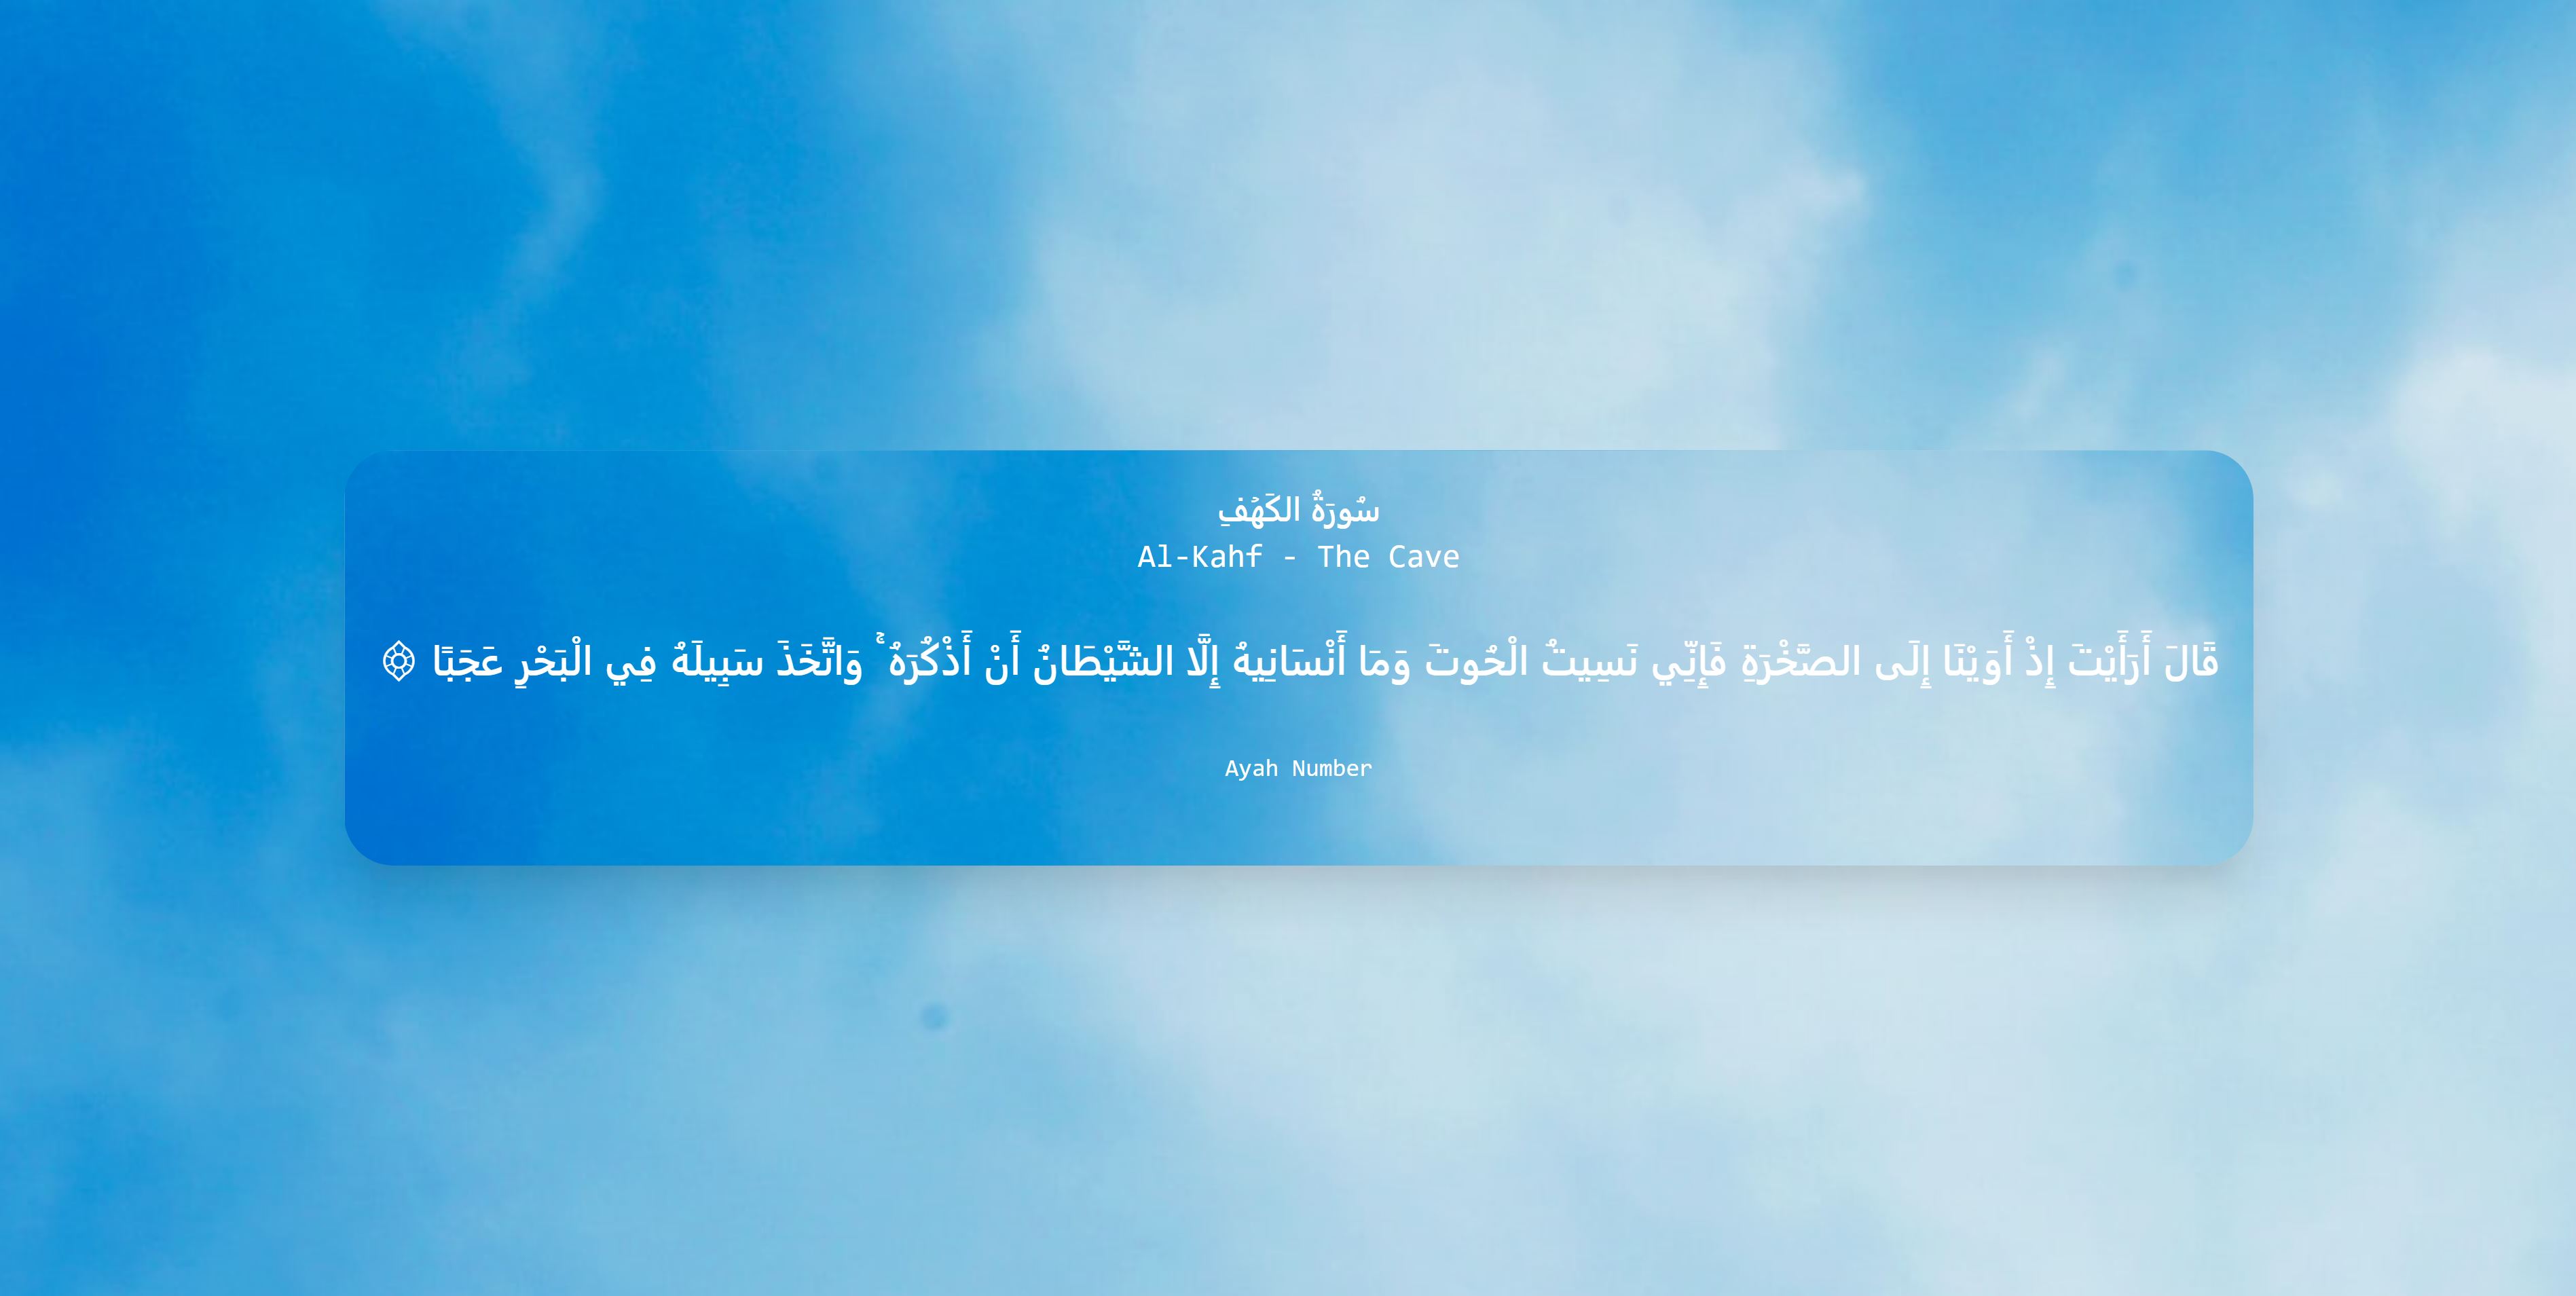 سُورَةُ الكَهۡفِ
Al-Kahf - The Cave
قَالَ أَرَأَيْتَ إِذْ أَوَيْنَا إِلَى الصَّخْرَةِ فَإِنِّي نَسِيتُ الْحُوتَ وَمَا أَنْسَانِيهُ إِلَّا الشَّيْطَانُ أَنْ أَذْكُرَهُ ۚ وَاتَّخَذَ سَبِيلَهُ فِي الْبَحْرِ عَجَبًا ۝
Ayah Number